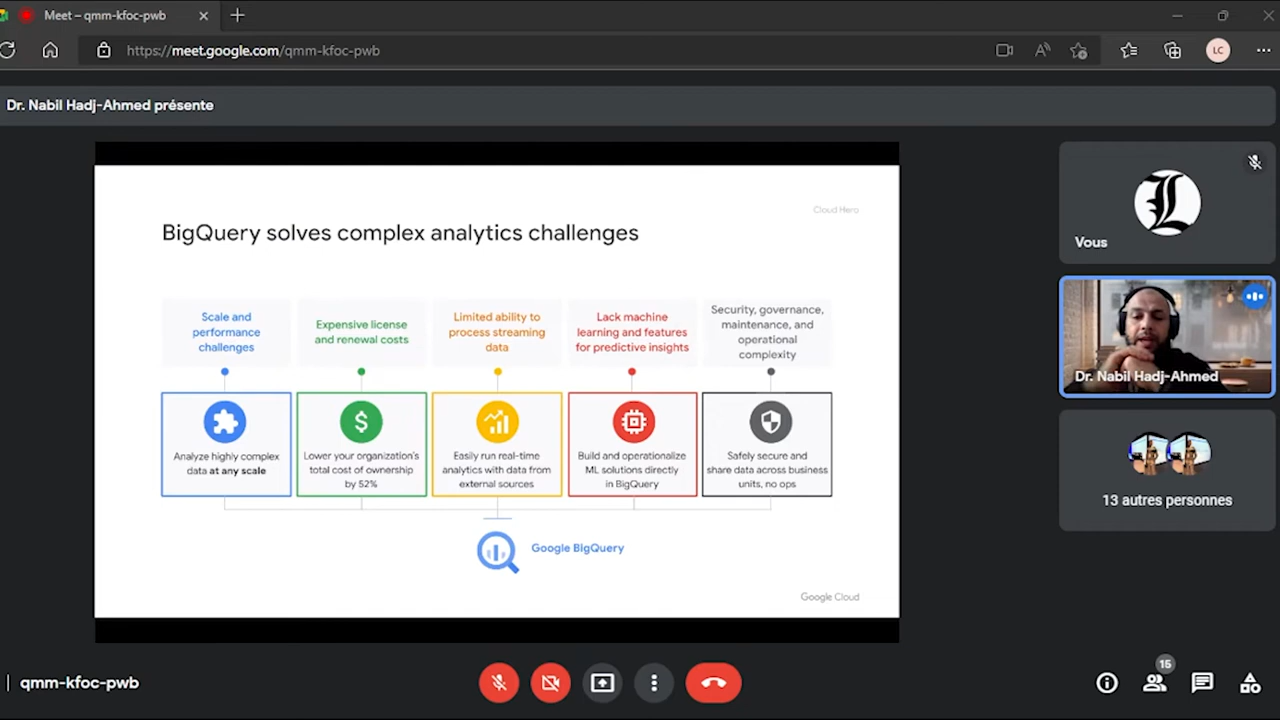 Meet – qmm-kfoc-pwb
https://meet.google.com/qmm-kfoc-pwb
LC
Dr. Nabil Hadj-Ahmed présente
Cloud Hero
BigQuery solves complex analytics challenges
Scale and
performance
challenges
Expensive license
and renewal costs
Limited ability to
process streaming
data
Lack machine
learning and features
for predictive insights
Security, governance,
maintenance, and
operational
complexity
Analyze highly complex
data at any scale
Lower your organization's
total cost of ownership
by 52%
Easily run real-time
analytics with data from
external sources
Build and operationalize
ML solutions directly
in BigQuery
Safely secure and
share data across business
units, no ops
Google BigQuery
Google Cloud
L
Vous
Dr. Nabil Hadj-Ahmed
13 autres personnes
qmm-kfoc-pwb
15